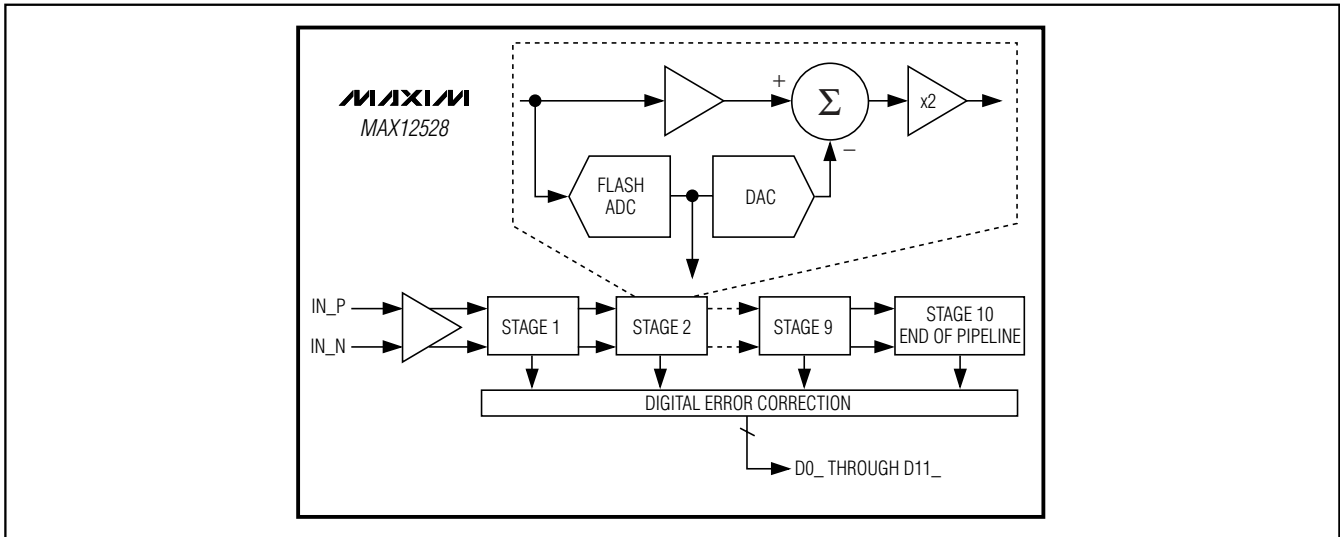 MAXIM
MAX12528
+
Σ
x2
−
FLASH
ADC
DAC
IN_P
IN_N
STAGE 1
STAGE 2
STAGE 9
STAGE 10
END OF PIPELINE
DIGITAL ERROR CORRECTION
D0_ THROUGH D11_